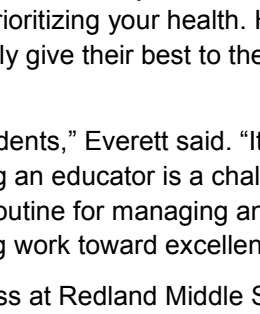 rioritizing your health.
ly give their best to the
dents,” Everett said. “It
g an educator is a chal
outine for managing an
g work toward excellen
ss at Redland Middle S